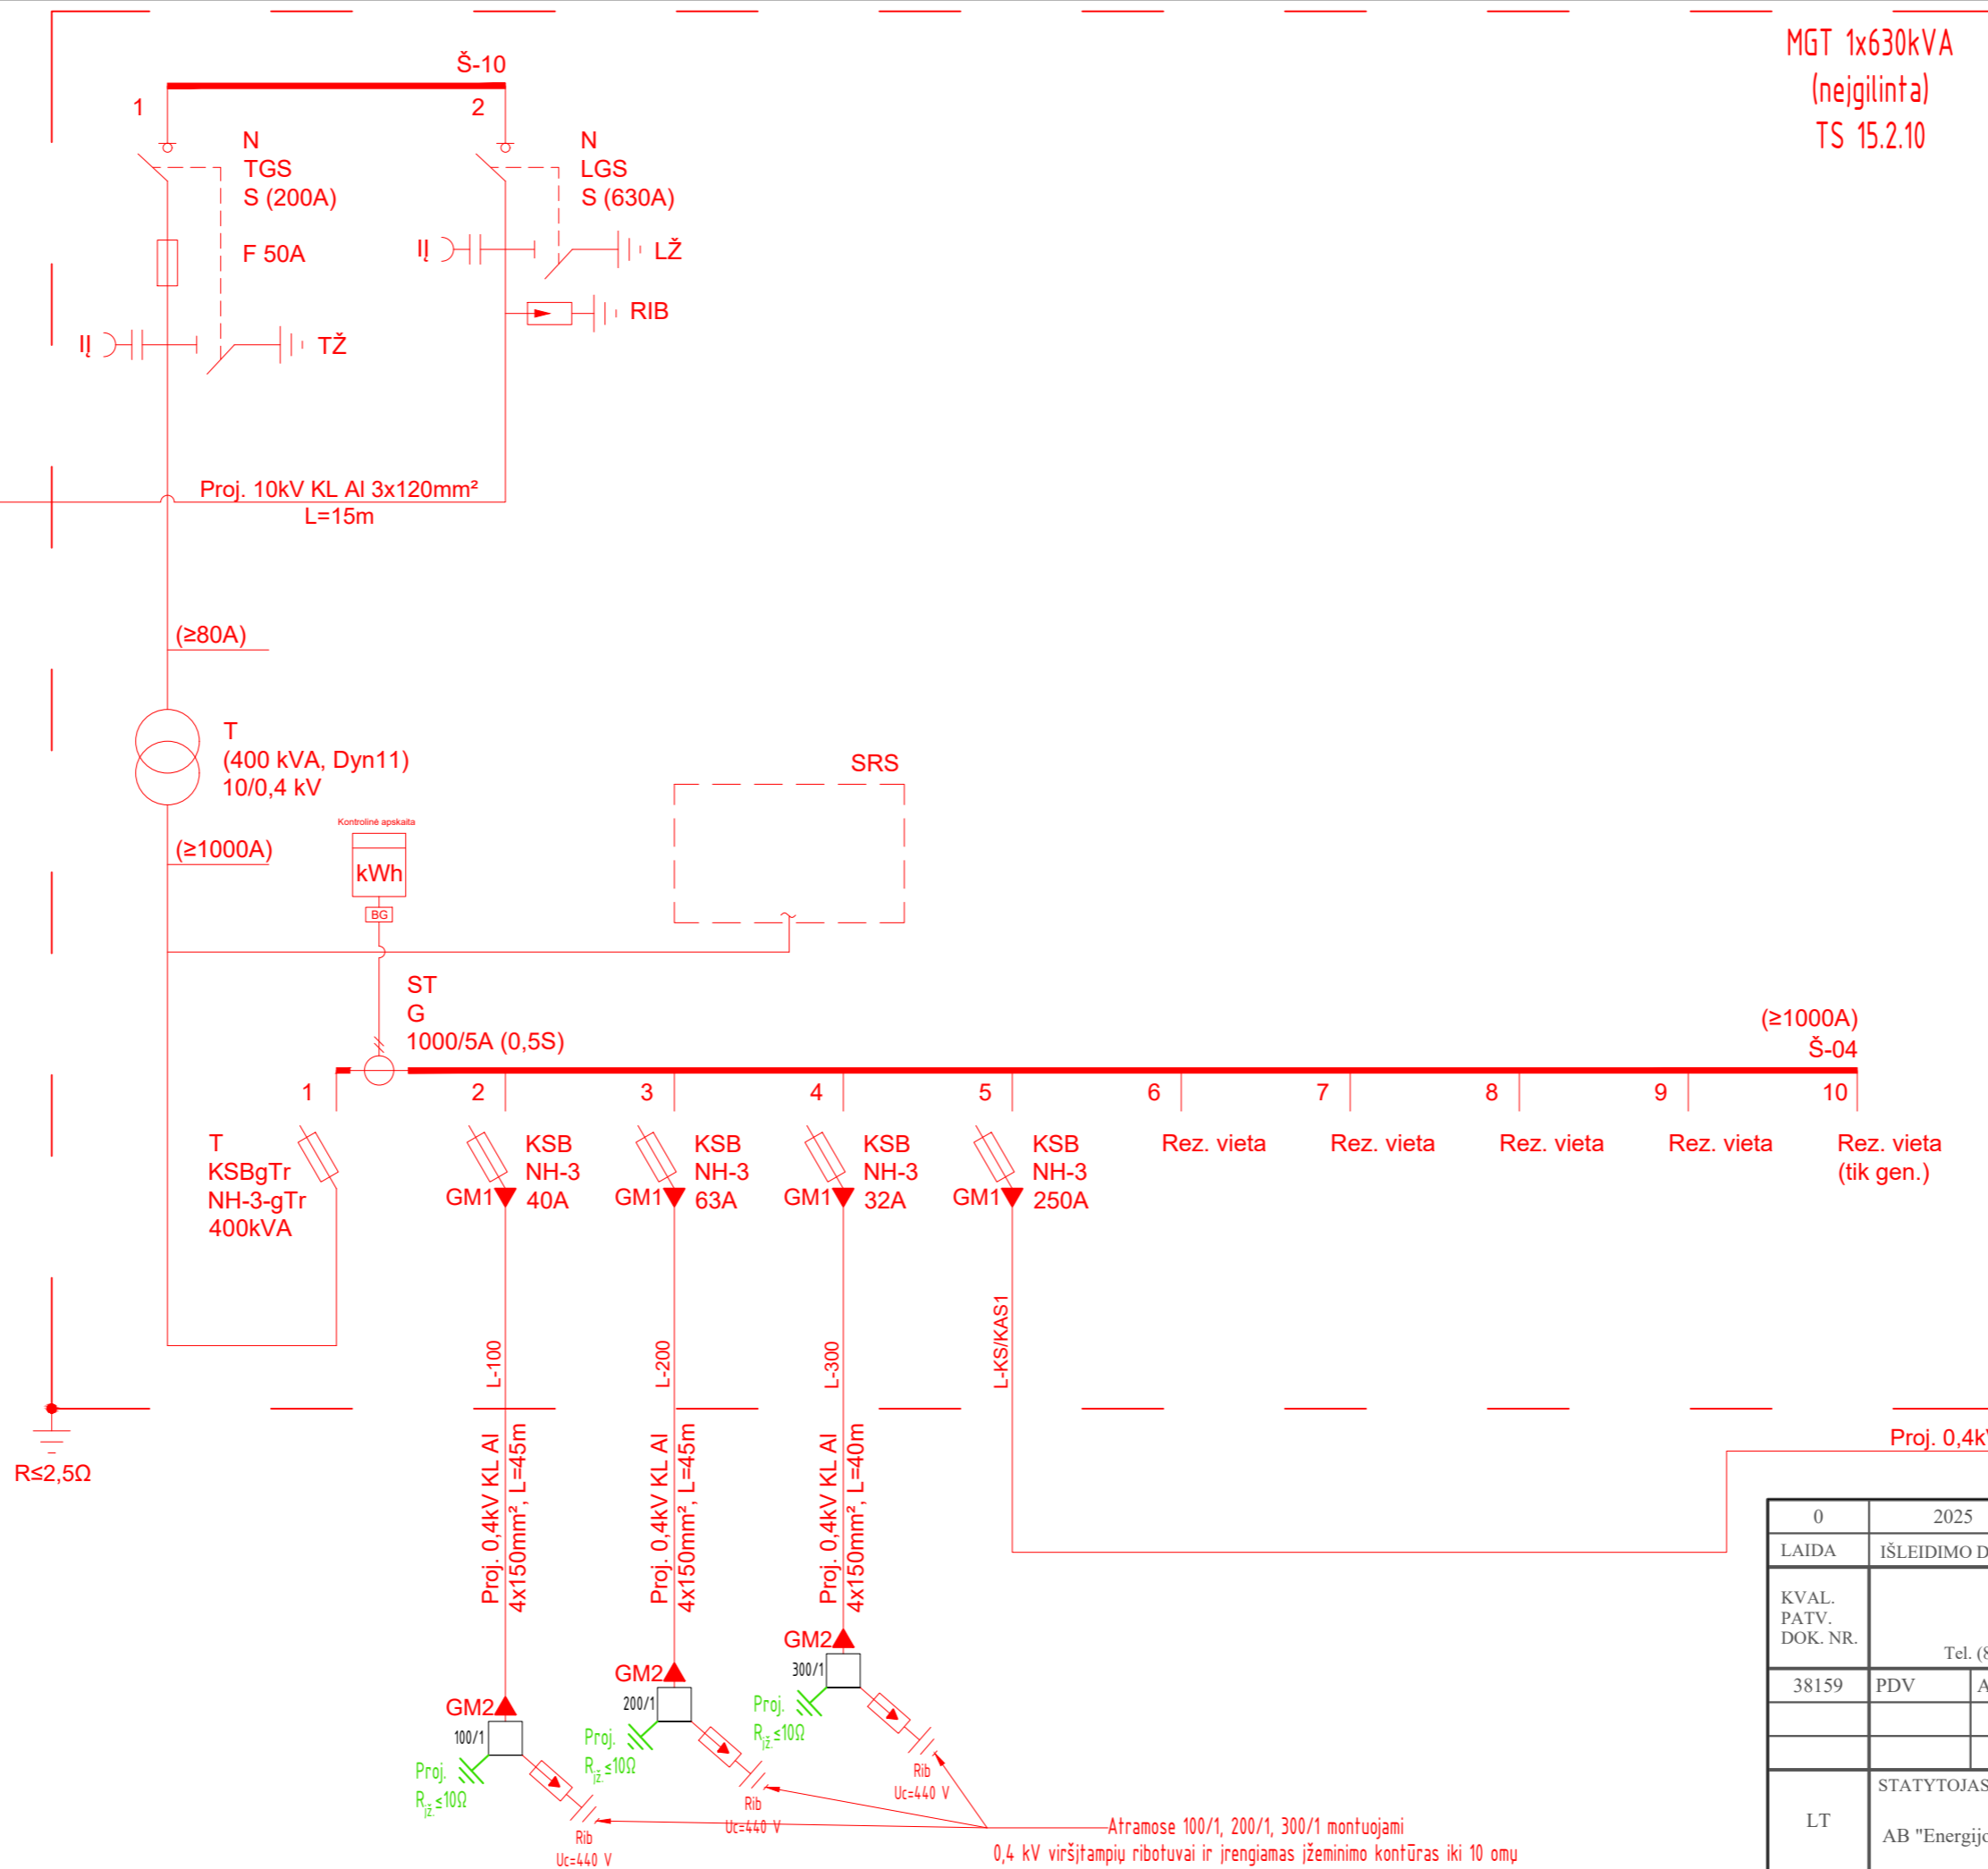 MGT 1x630kVA
(neįgilinta)
TS 15.2.10
Š-10
1
2
N
TGS
S (200A)
F 50A
N
LGS
S (630A)
IĮ
LŽ
RIB
IĮ
TŽ
Proj. 10kV KL Al 3x120mm²
L=15m
(≥80A)
T
(400 kVA, Dyn11)
10/0,4 kV
SRS
Kontrolinė apskaita
kWh
BG
(≥1000A)
ST
G
1000/5A (0,5S)
(≥1000A)
Š-04
1
2
3
4
5
6
7
8
9
10
T
KSBgTr
NH-3-gTr
400kVA
KSB
NH-3
40A
GM1
KSB
NH-3
63A
GM1
KSB
NH-3
32A
GM1
KSB
NH-3
250A
GM1
Rez. vieta
Rez. vieta
Rez. vieta
Rez. vieta
Rez. vieta
(tik gen.)
L-100
L-200
L-300
L-KS/KAS1
R≤2,5Ω
Proj. 0,4kV KL Al
4x150mm², L=45m
Proj. 0,4kV KL Al
4x150mm², L=45m
Proj. 0,4kV KL Al
4x150mm², L=40m
Proj. 0,4k
GM2
300/1
Proj.
Rįž.≤10Ω
Rib
Uc=440 V
GM2
200/1
Proj.
Rįž.≤10Ω
Rib
Uc=440 V
GM2
100/1
Proj.
Rįž.≤10Ω
Rib
Uc=440 V
Atramose 100/1, 200/1, 300/1 montuojami
0,4 kV viršįtampių ribotuvai ir įrengiamas įžeminimo kontūras iki 10 omų
0 2025
LAIDA IŠLEIDIMO D
KVAL.
PATV.
DOK. NR.
Tel. (8
38159 PDV A
STATYTOJAS
LT
AB "Energijo